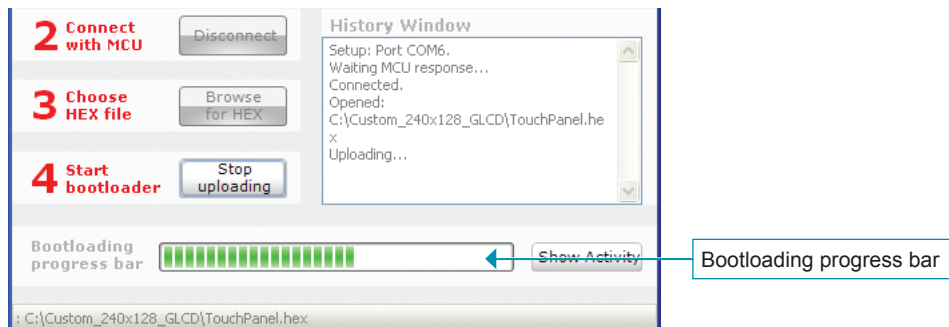 2 Connect
with MCU
Disconnect
History Window
Setup: Port COM6.
Waiting MCU response...
Connected.
Opened:
C:\Custom_240x128_GLCD\TouchPanel.he
x
Uploading...
3 Choose
HEX file
Browse
for HEX
4 Start
bootloader
Stop
uploading
Bootloading
progress bar
Show Activity
Bootloading progress bar
: C:\Custom_240x128_GLCD\TouchPanel.hex